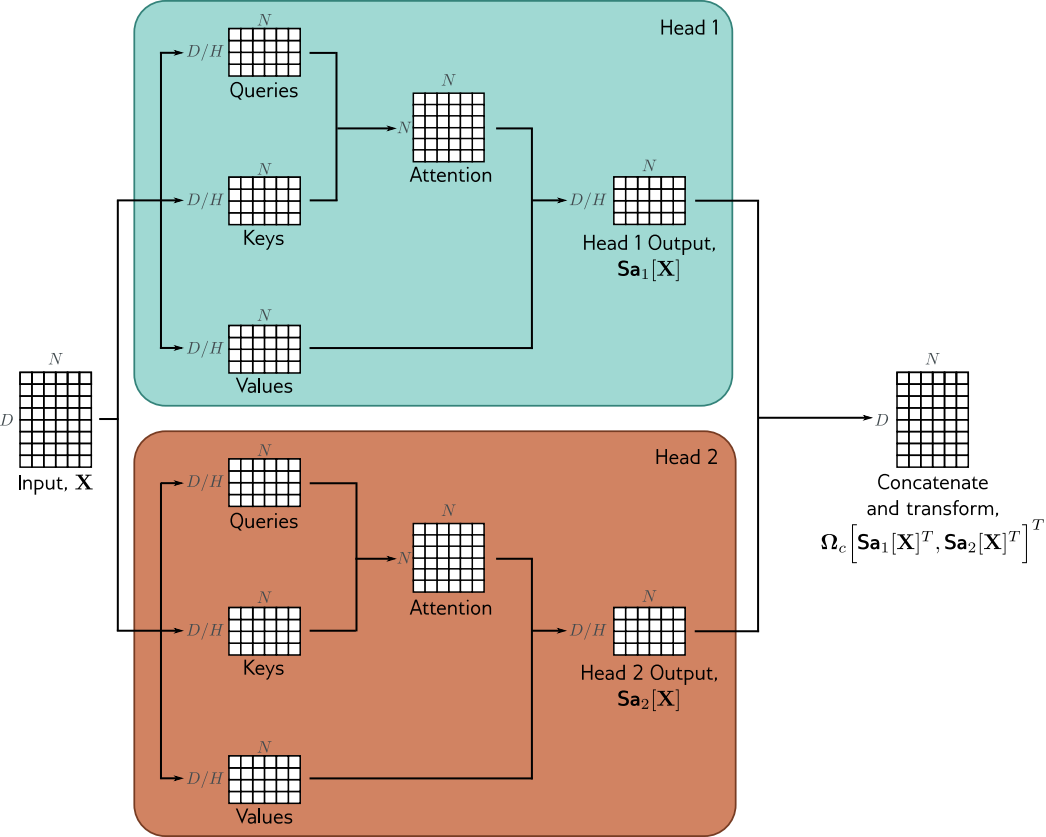 Head 1
N
D/H
Queries
N
D/H
Keys
N
D/H
Values
N
N
Attention
N
D/H
Head 1 Output,
Sa₁[X]
N
D
Input, X
Head 2
N
D/H
Queries
N
D/H
Keys
N
D/H
Values
N
N
Attention
N
D/H
Head 2 Output,
Sa₂[X]
N
D
Concatenate
and transform,
Ω_c[Sa₁[X]ᵀ, Sa₂[X]ᵀ]ᵀ